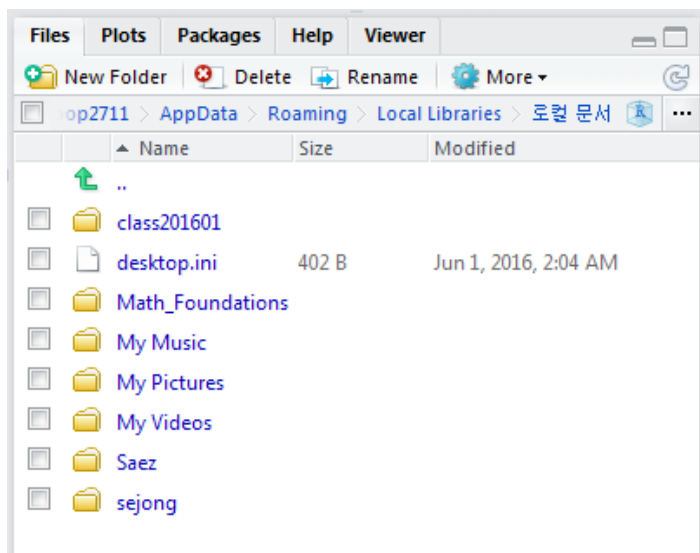 Files Plots Packages Help Viewer
New Folder Delete Rename More
op2711 > AppData > Roaming > Local Libraries > 로컬 문서 R ...
Name Size Modified
..
class201601
desktop.ini 402 B Jun 1, 2016, 2:04 AM
Math_Foundations
My Music
My Pictures
My Videos
Saez
sejong